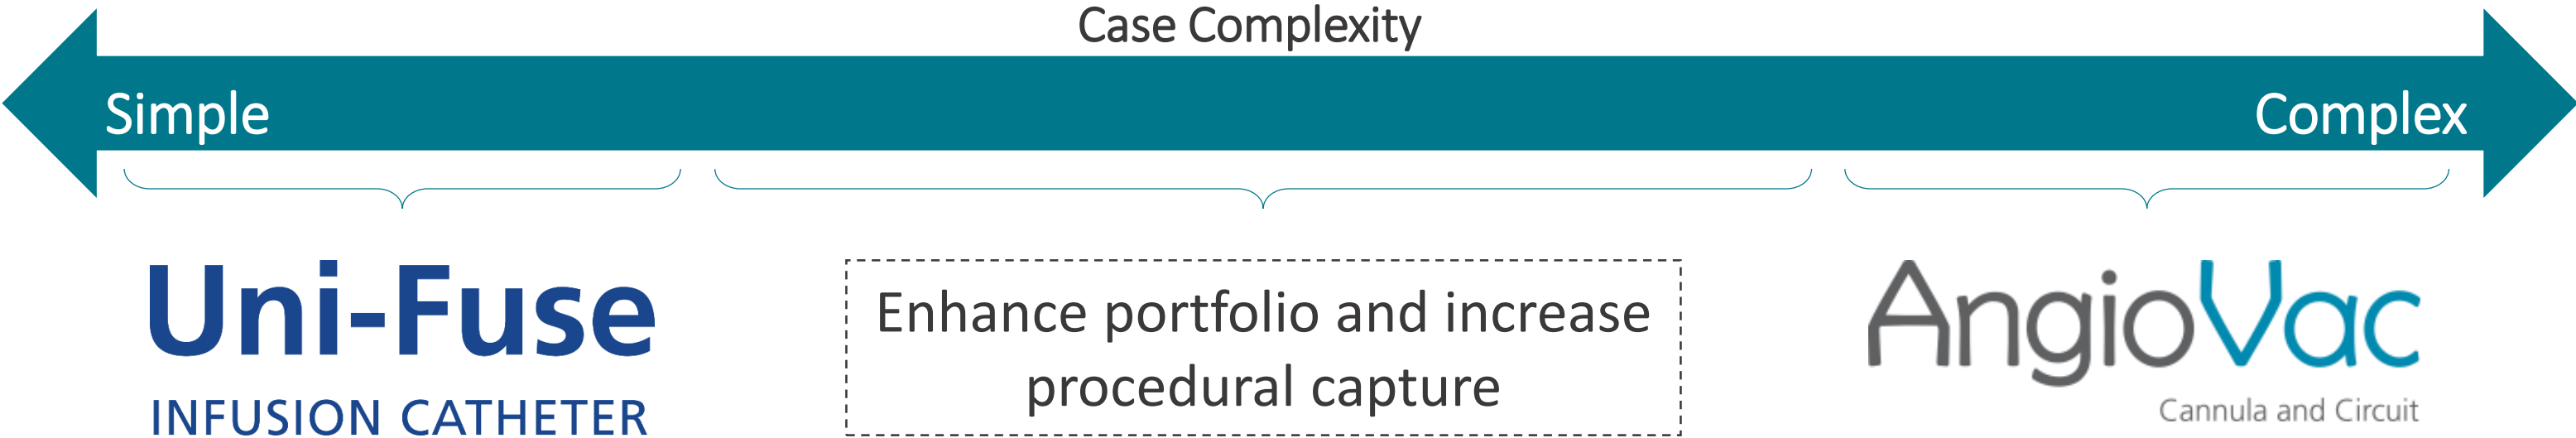 Case Complexity
Simple
Complex
Uni-Fuse
INFUSION CATHETER
Enhance portfolio and increase
procedural capture
AngioVac
Cannula and Circuit